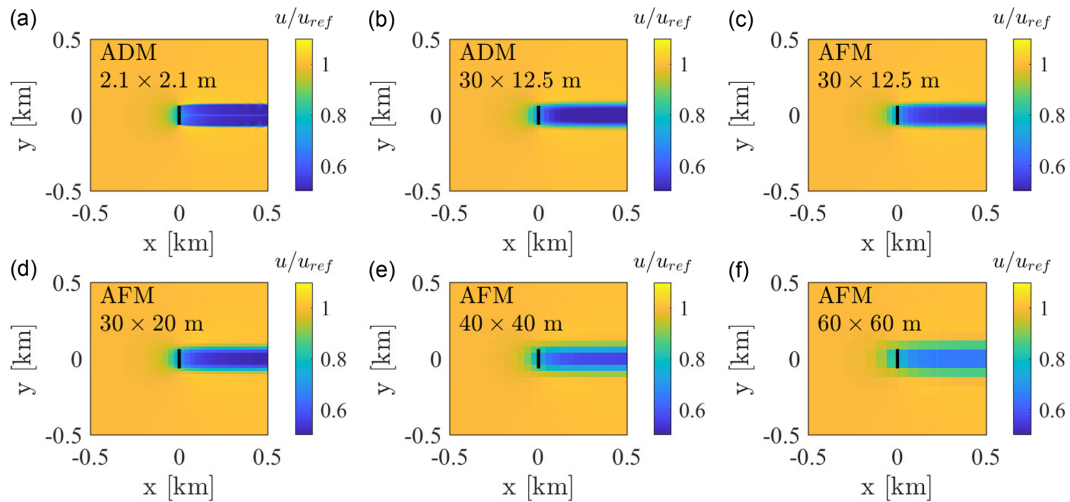 (a) u/u_ref
0.5
ADM
2.1 × 2.1 m
y [km]
0
-0.5
-0.5 0 0.5
x [km]
1
0.8
0.6
(b) u/u_ref
0.5
ADM
30 × 12.5 m
y [km]
0
-0.5
-0.5 0 0.5
x [km]
1
0.8
0.6
(c) u/u_ref
0.5
AFM
30 × 12.5 m
y [km]
0
-0.5
-0.5 0 0.5
x [km]
1
0.8
0.6
(d) u/u_ref
0.5
AFM
30 × 20 m
y [km]
0
-0.5
-0.5 0 0.5
x [km]
1
0.8
0.6
(e) u/u_ref
0.5
AFM
40 × 40 m
y [km]
0
-0.5
-0.5 0 0.5
x [km]
1
0.8
0.6
(f) u/u_ref
0.5
AFM
60 × 60 m
y [km]
0
-0.5
-0.5 0 0.5
x [km]
1
0.8
0.6